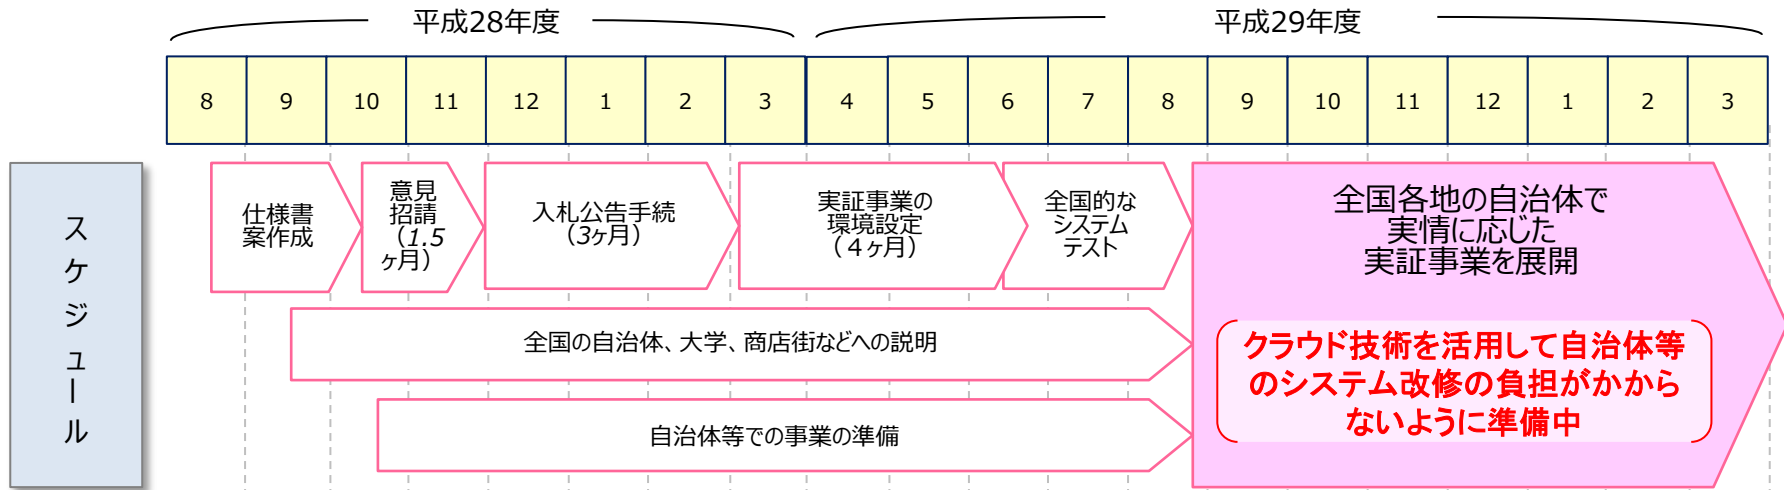 平成28年度
平成29年度
8 9 10 11 12 1 2 3 4 5 6 7 8 9 10 11 12 1 2 3
スケジュール
仕様書
案作成
意見
招請
（1.5
ヶ月）
入札公告手続
（3ヶ月）
実証事業の
環境設定
（４ヶ月）
全国的な
システム
テスト
全国各地の自治体で
実情に応じた
実証事業を展開
全国の自治体、大学、商店街などへの説明
クラウド技術を活用して自治体等
のシステム改修の負担がかから
ないように準備中
自治体等での事業の準備